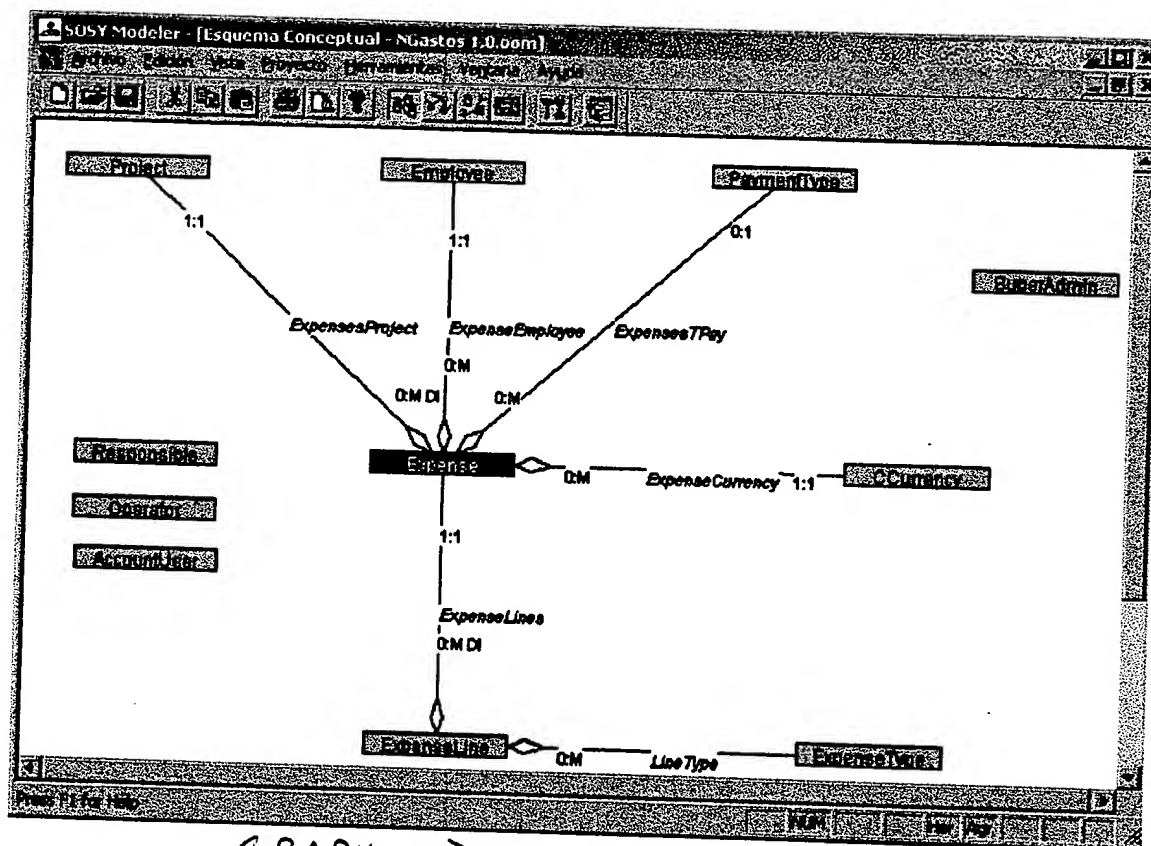 SOSY Modeler - [Esquema Conceptual - NGastos 1.0.oom]
Archivo Edición Vista Proyecto Herramientas Ventana Ayuda
Project
Employee
PaymentType
1:1
1:1
0:1
SuperAdmin
ExpensesProject
ExpenseEmployee
ExpensesTPay
0:M
0:M DI
0:M
Responsible
Expense
0:M
ExpenseCurrency
1:1
CCurrency
Operator
1:1
AccountUser
ExpenseLines
0:M DI
ExpenseLine
0:M
LineType
ExpenseType
Press F1 for Help
NUM